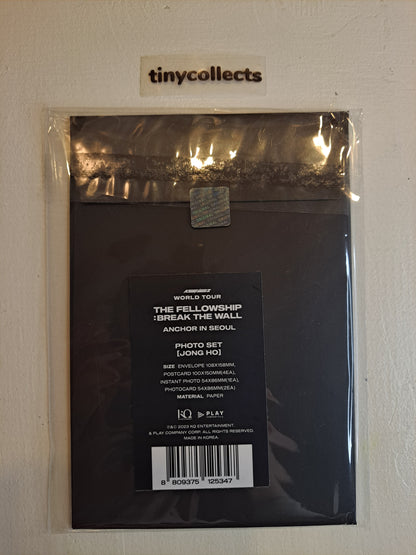 tinycollects
ATEEZ
WORLD TOUR
THE FELLOWSHIP
:BREAK THE WALL
ANCHOR IN SEOUL
PHOTO SET
[JONG HO]
SIZE ENVELOPE 108X158MM,
POSTCARD 100X150MM(4EA),
INSTANT PHOTO 54X86MM(1EA),
PHOTOCARD 54X86MM(2EA)
MATERIAL PAPER
KQ PLAY
℗&© 2023 KQ ENTERTAINMENT.
& PLAY COMPANY CORP. ALL RIGHTS RESERVED.
MADE IN KOREA.
8 809375 125347